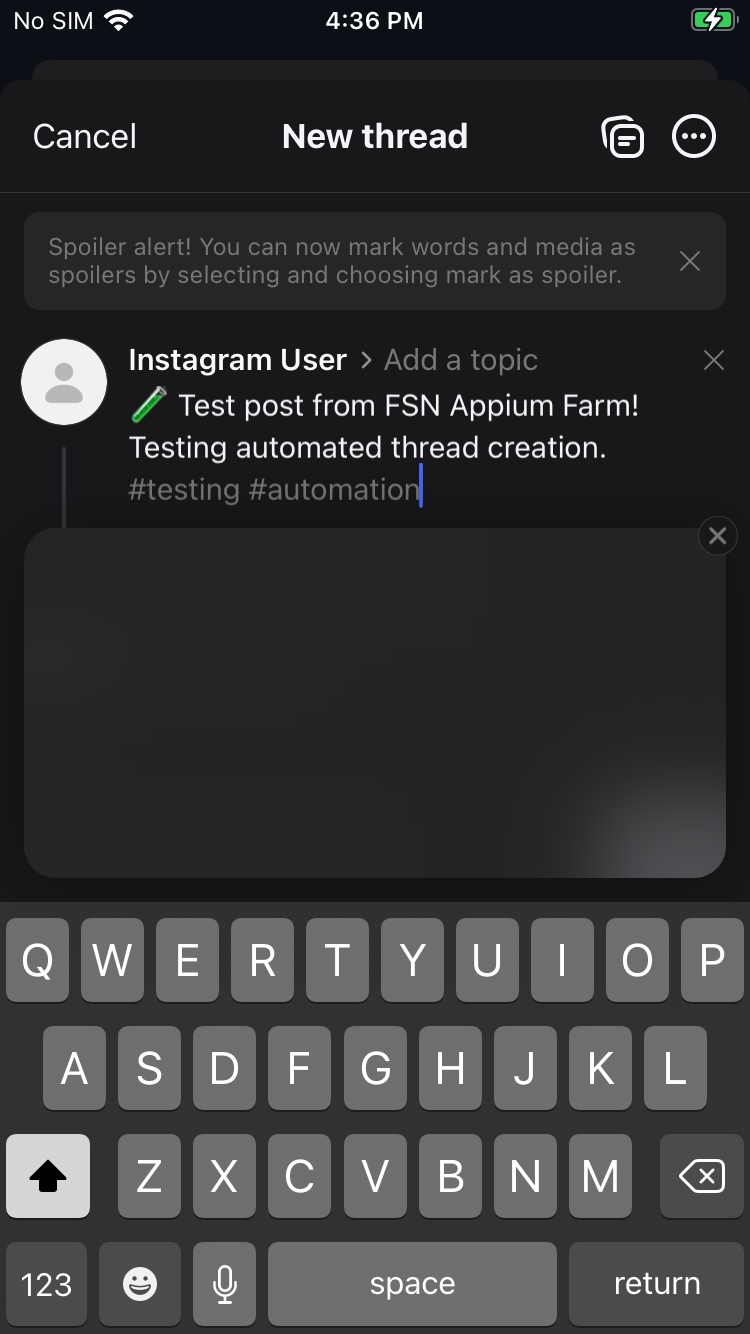 No SIM 4:36 PM
Cancel New thread
Spoiler alert! You can now mark words and media as
spoilers by selecting and choosing mark as spoiler.
Instagram User > Add a topic
🧪 Test post from FSN Appium Farm!
Testing automated thread creation.
#testing #automation
Q W E R T Y U I O P
A S D F G H J K L
Z X C V B N M
123 space return